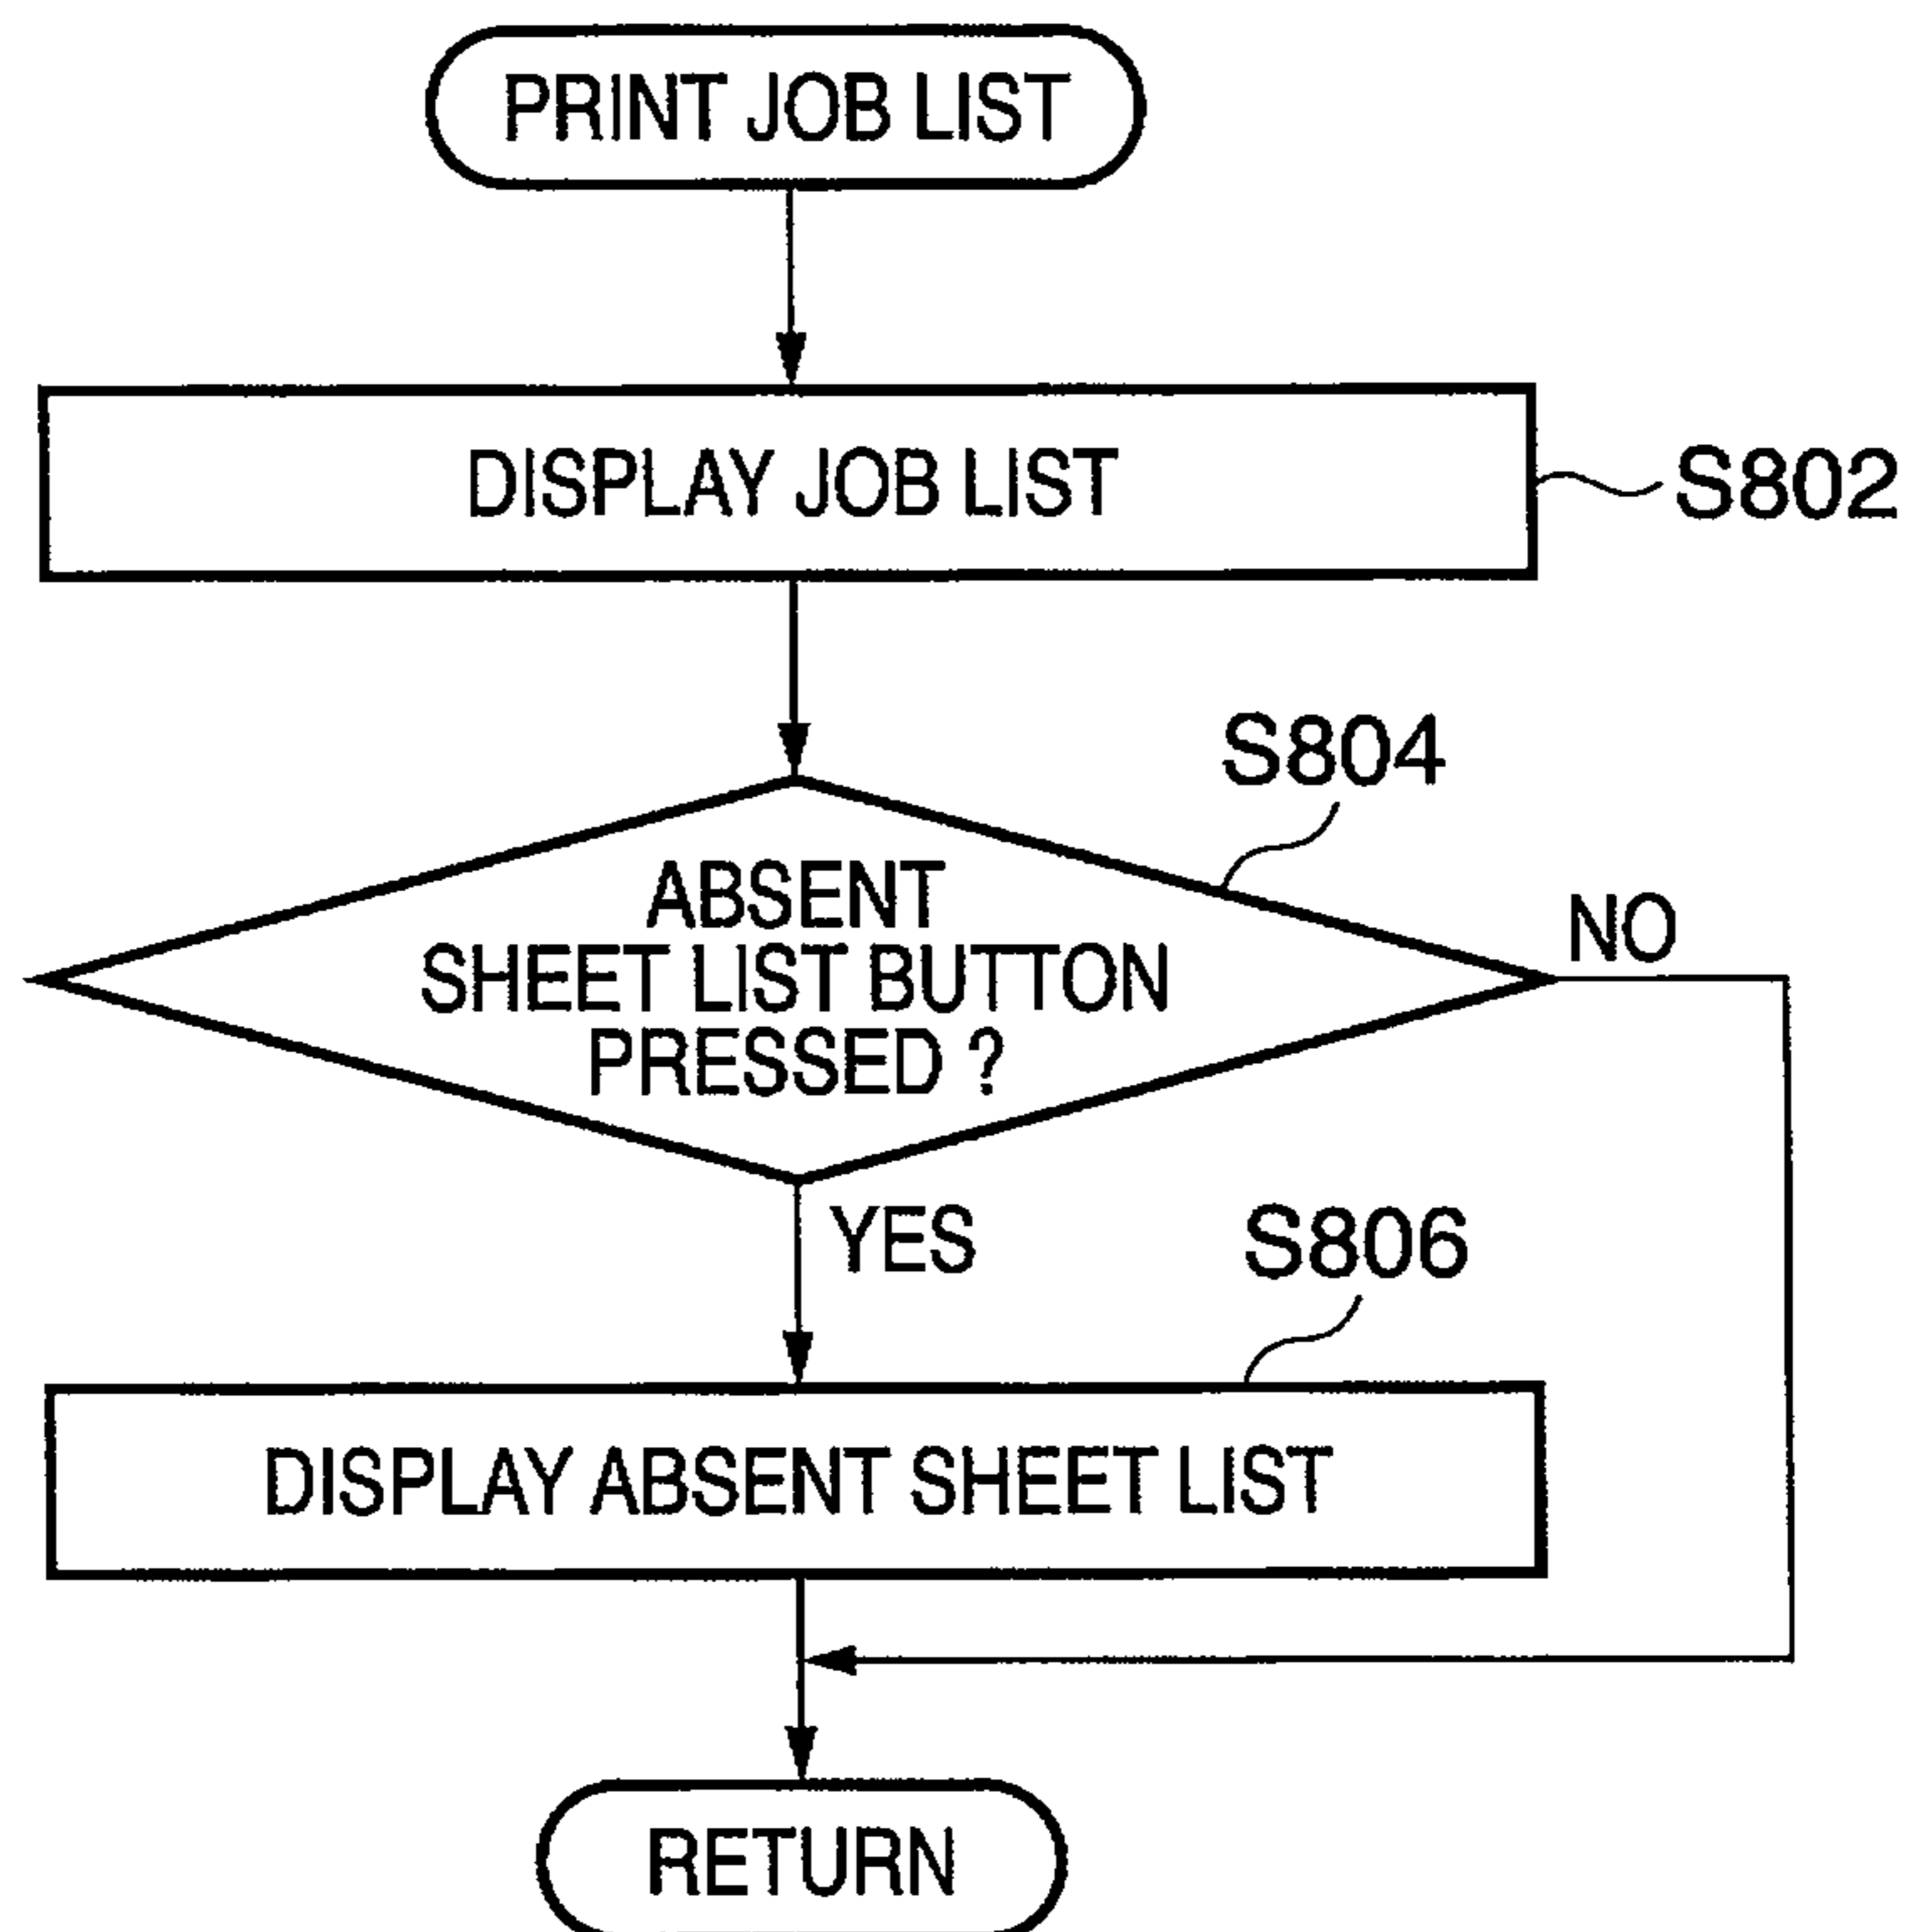 PRINT JOB LIST
DISPLAY JOB LIST
S802
S804
ABSENT
SHEET LIST BUTTON
PRESSED ?
NO
YES
S806
DISPLAY ABSENT SHEET LIST
RETURN